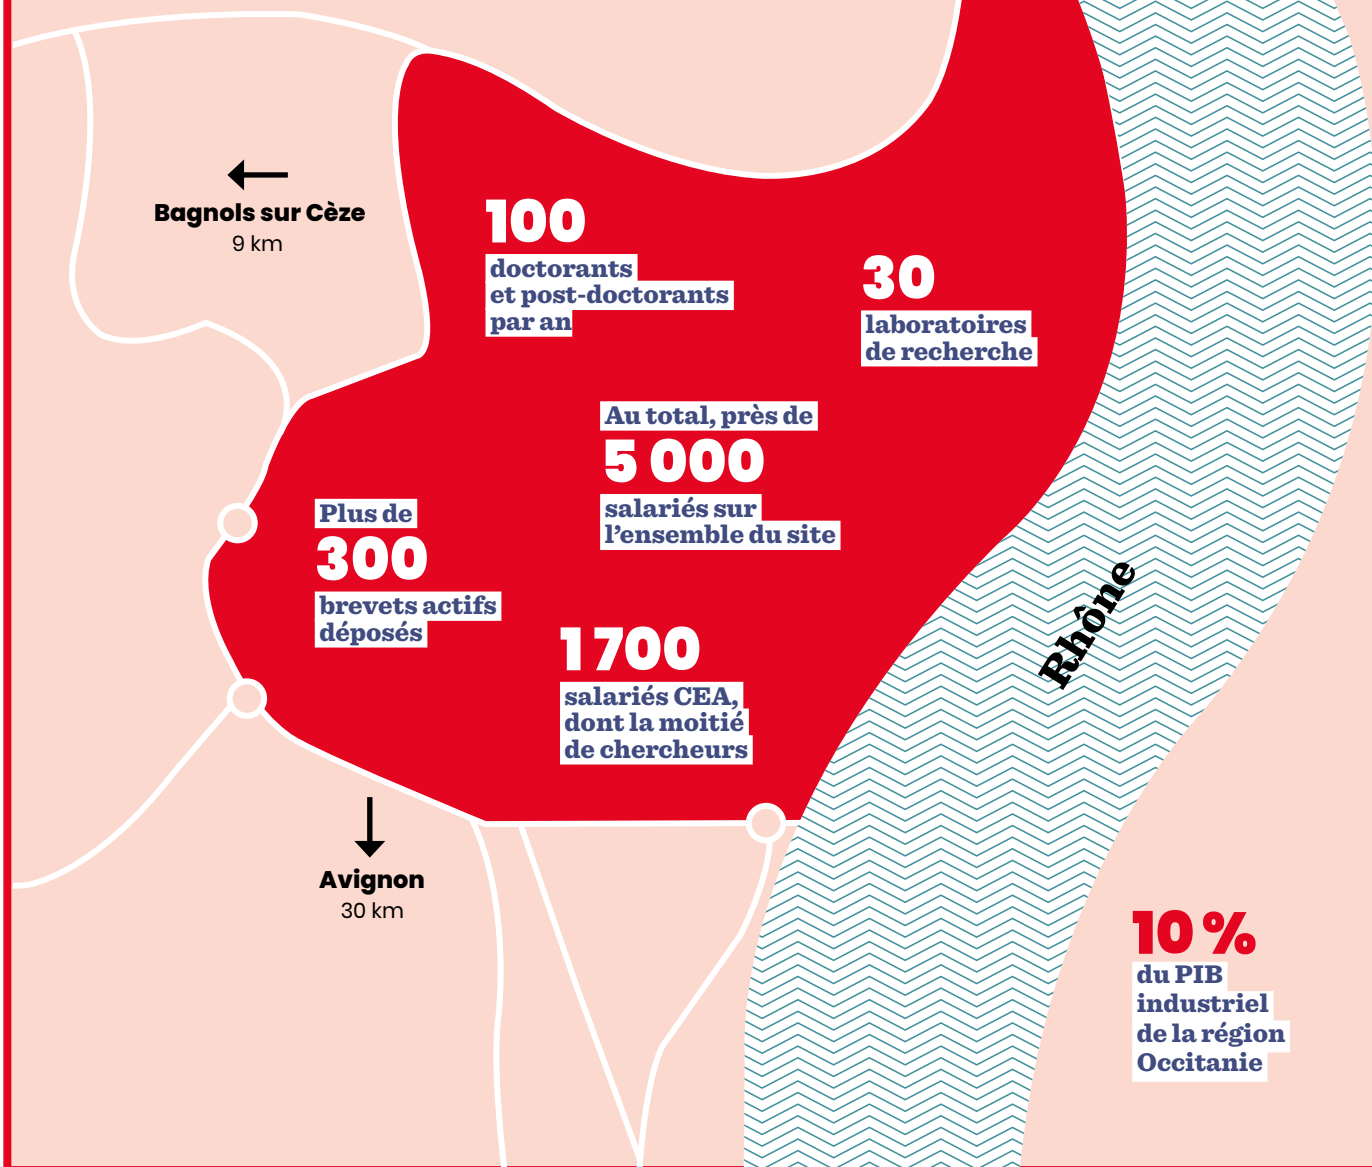 Bagnols sur Cèze
9 km
100
doctorants
et post-doctorants
par an
30
laboratoires
de recherche
Au total, près de
5 000
salariés sur
l’ensemble du site
Plus de
300
brevets actifs
déposés
1 700
salariés CEA,
dont la moitié
de chercheurs
Rhône
Avignon
30 km
10 %
du PIB
industriel
de la région
Occitanie